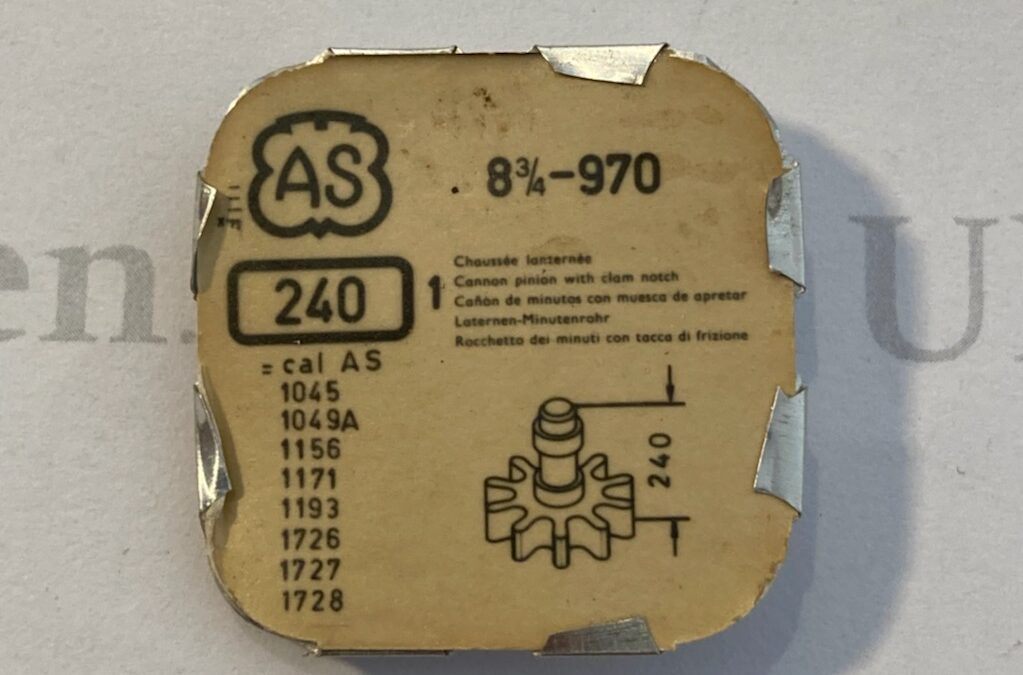 AS
8¾-970
240
1
Chaussée lanternée
Cannon pinion with clam notch
Cañón de minutos con muesca de apretar
Laternen-Minutenrohr
Rocchetto dei minuti con tacca di frizione
= cal AS
1045
1049A
1156
1171
1193
1726
1727
1728
240
en.
U